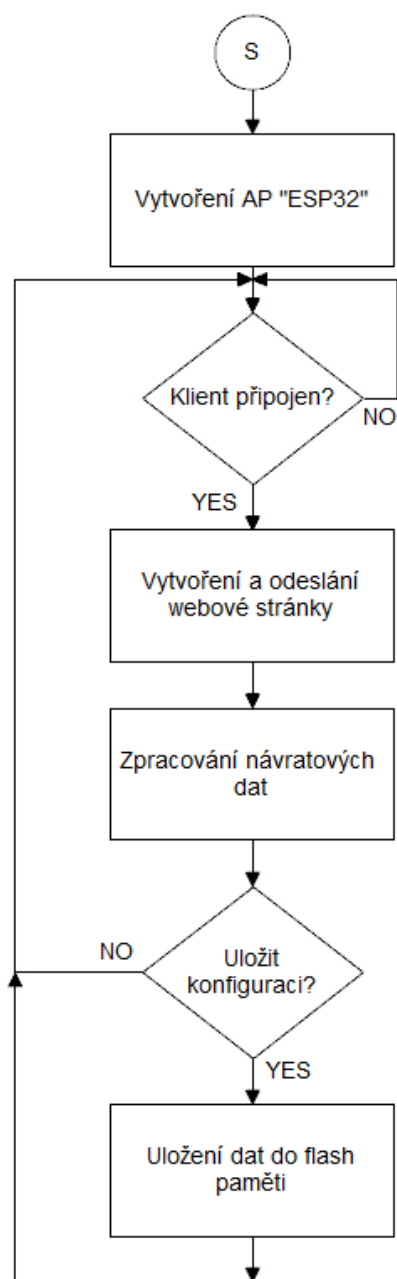 S
Vytvoření AP "ESP32"
Klient připojen?
NO
YES
Vytvoření a odeslání
webové stránky
Zpracování návratových
dat
NO
Uložit
konfiguraci?
YES
Uložení dat do flash
paměti